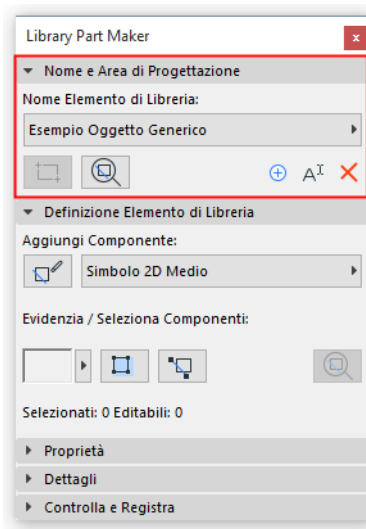 Library Part Maker
Nome e Area di Progettazione
Nome Elemento di Libreria:
Esempio Oggetto Generico
Definizione Elemento di Libreria
Aggiungi Componente:
Simbolo 2D Medio
Evidenzia / Seleziona Componenti:
Selezionati: 0 Editabili: 0
Proprietà
Dettagli
Controlla e Registra